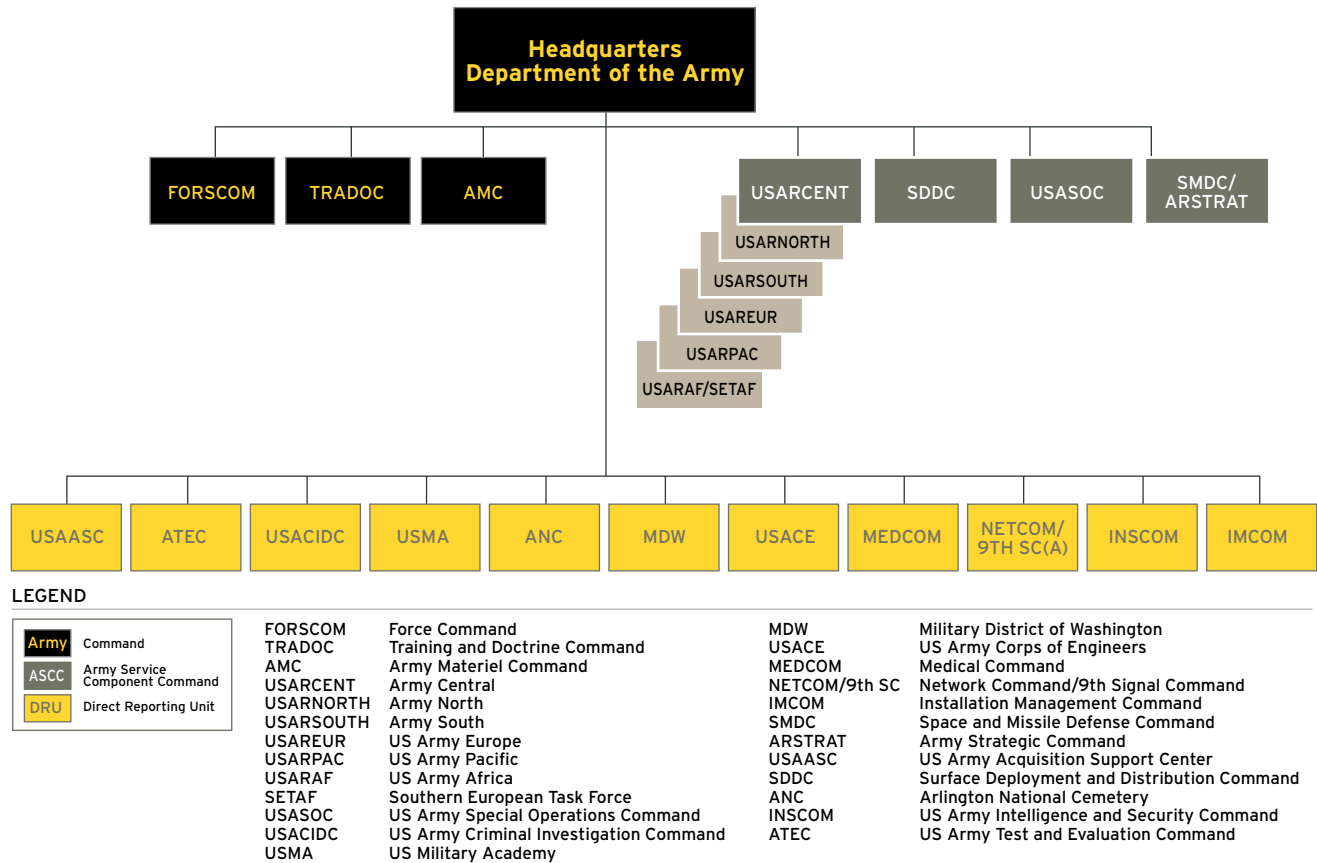 Headquarters
Department of the Army
FORSCOM
TRADOC
AMC
USARCENT
SDDC
USASOC
SMDC/
ARSTRAT
USARNORTH
USARSOUTH
USAREUR
USARPAC
USARAF/SETAF
USAASC
ATEC
USACIDC
USMA
ANC
MDW
USACE
MEDCOM
NETCOM/
9TH SC(A)
INSCOM
IMCOM
LEGEND
Army Command
ASCC Army Service
Component Command
DRU Direct Reporting Unit
FORSCOM Force Command
TRADOC Training and Doctrine Command
AMC Army Materiel Command
USARCENT Army Central
USARNORTH Army North
USARSOUTH Army South
USAREUR US Army Europe
USARPAC US Army Pacific
USARAF US Army Africa
SETAF Southern European Task Force
USASOC US Army Special Operations Command
USACIDC US Army Criminal Investigation Command
USMA US Military Academy
MDW Military District of Washington
USACE US Army Corps of Engineers
MEDCOM Medical Command
NETCOM/9th SC Network Command/9th Signal Command
IMCOM Installation Management Command
SMDC Space and Missile Defense Command
ARSTRAT Army Strategic Command
USAASC US Army Acquisition Support Center
SDDC Surface Deployment and Distribution Command
ANC Arlington National Cemetery
INSCOM US Army Intelligence and Security Command
ATEC US Army Test and Evaluation Command